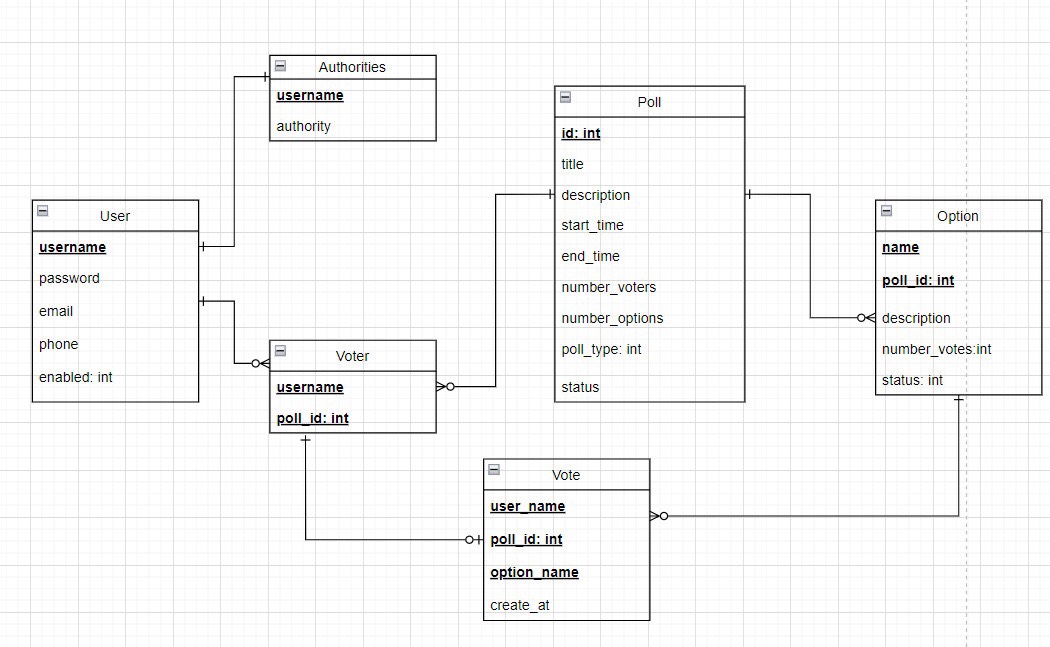 Authorities
username
authority
Poll
id: int
title
description
start_time
end_time
number_voters
number_options
poll_type: int
status
User
username
password
email
phone
enabled: int
Option
name
poll_id: int
description
number_votes:int
status: int
Voter
username
poll_id: int
Vote
user_name
poll_id: int
option_name
create_at